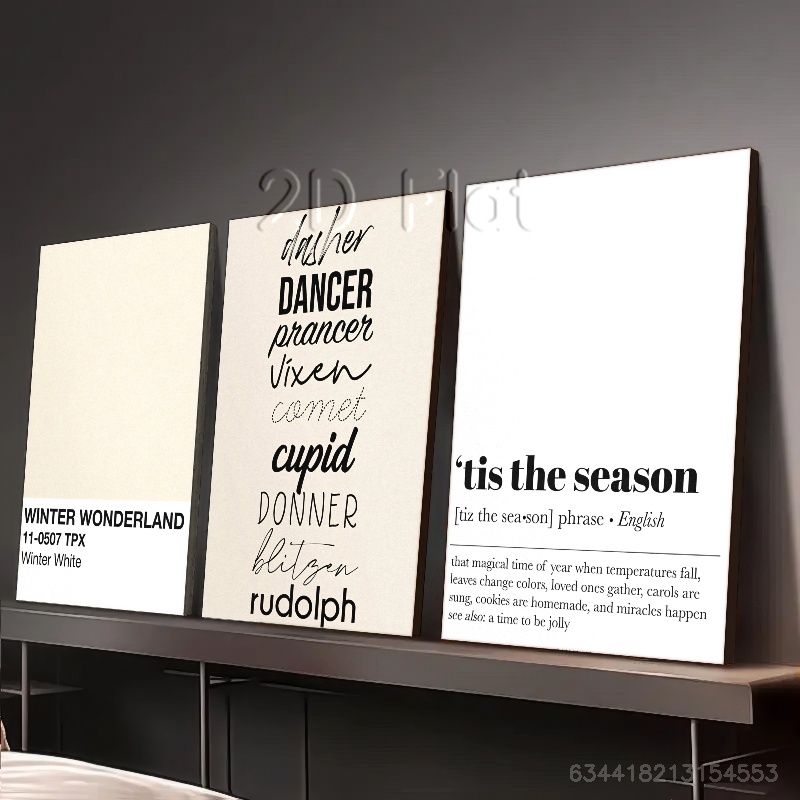 2D Flat
WINTER WONDERLAND
11-0507 TPX
Winter White
dasher
DANCER
prancer
vixen
comet
cupid
DONNER
blitzen
rudolph
‘tis the season
[tiz the sea•son] phrase • English
that magical time of year when temperatures fall,
leaves change colors, loved ones gather, carols are
sung, cookies are homemade, and miracles happen
see also: a time to be jolly
634418213154553